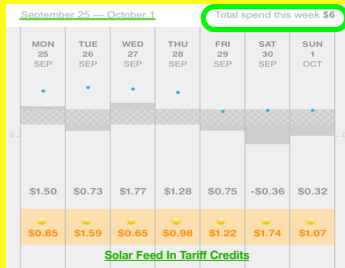 September 25 — October 1 Total spend this week $6
MON TUE WED THU FRI SAT SUN
25 26 27 28 29 30 1
SEP SEP SEP SEP SEP SEP OCT
0
$1.50 $0.73 $1.77 $1.28 $0.75 -$0.36 $0.32
$0.85 $1.59 $0.65 $0.98 $1.22 $1.74 $1.07
Solar Feed In Tariff Credits